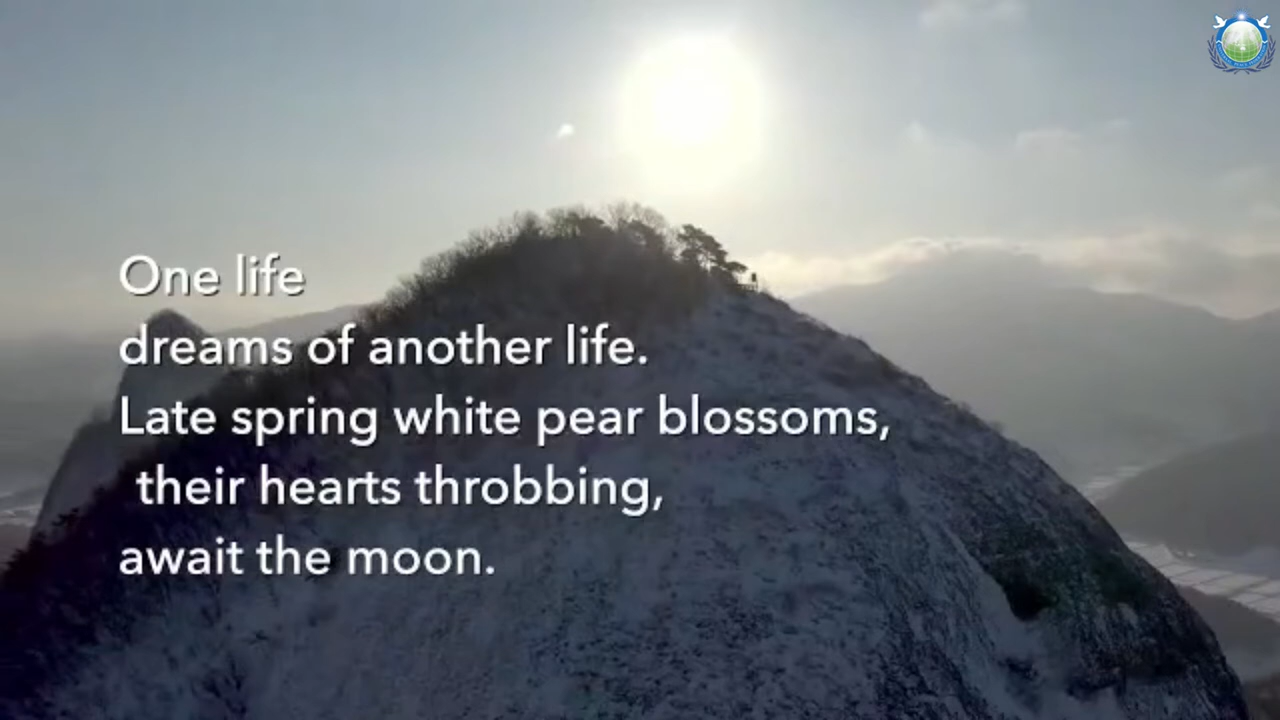 One life
dreams of another life.
Late spring white pear blossoms,
their hearts throbbing,
await the moon.